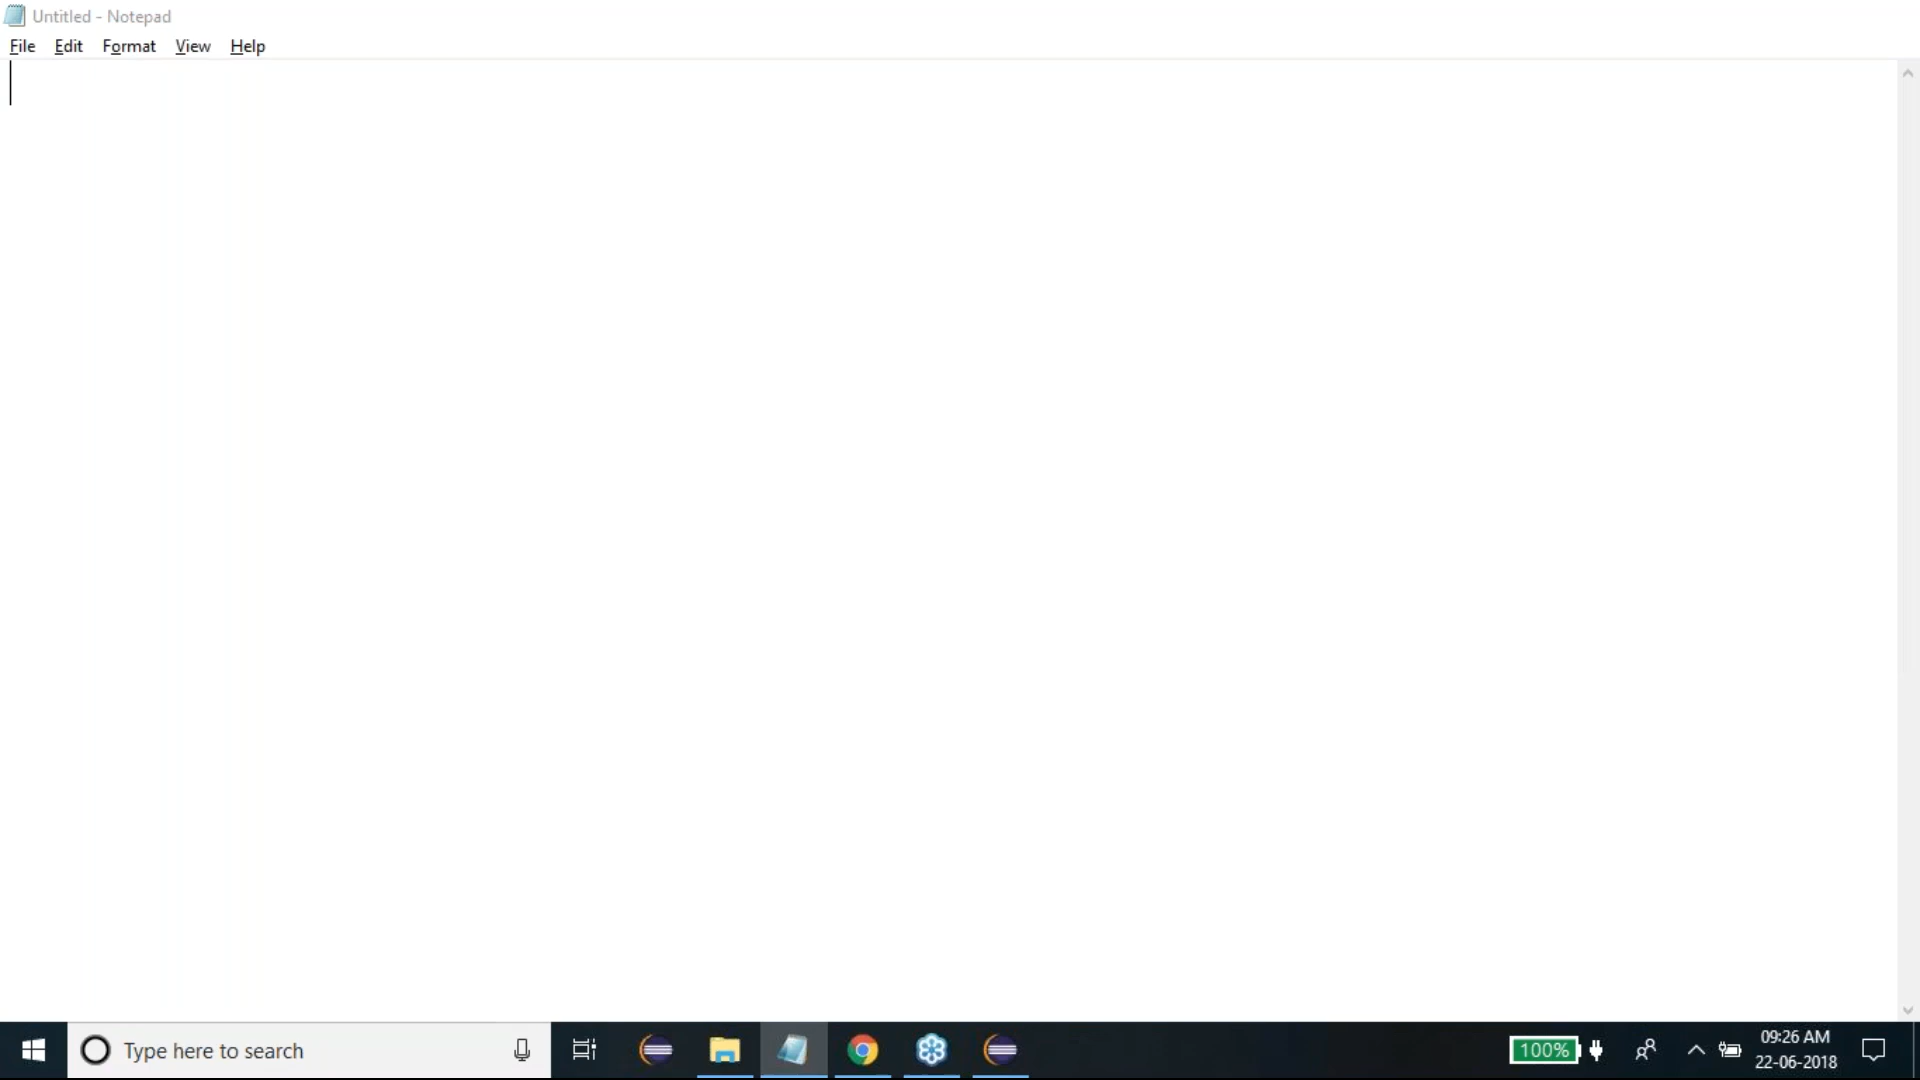 Untitled - Notepad
File Edit Format View Help
Type here to search
100%
09:26 AM
22-06-2018